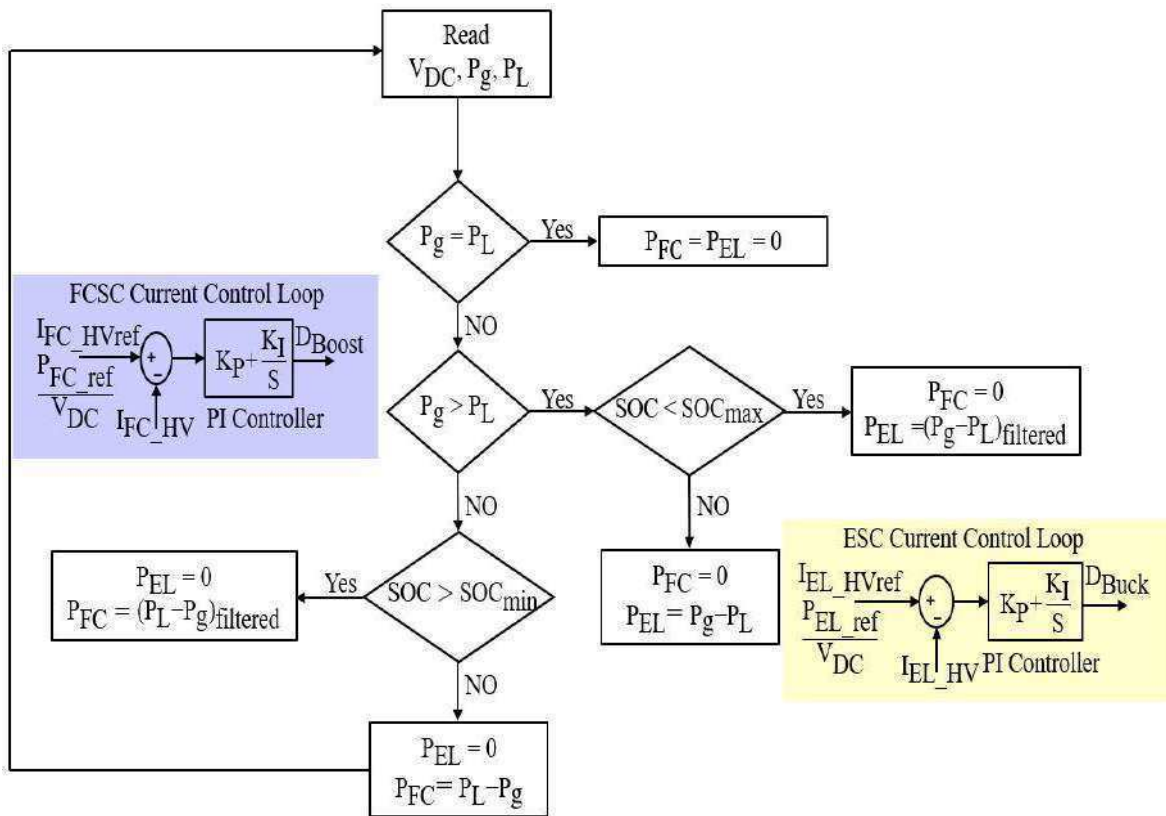 Read
V_DC, P_g, P_L
P_g = P_L
Yes
P_FC = P_EL = 0
NO
FCSC Current Control Loop
I_FC_HVref
P_FC_ref
V_DC
+
−
I_FC_HV
K_P + K_I
S
D_Boost
PI Controller
P_g > P_L
Yes
SOC < SOC_max
Yes
P_FC = 0
P_EL = (P_g−P_L)_filtered
NO
NO
P_EL = 0
P_FC = (P_L−P_g)_filtered
Yes
SOC > SOC_min
P_FC = 0
P_EL = P_g−P_L
ESC Current Control Loop
I_EL_HVref
P_EL_ref
V_DC
+
−
I_EL_HV
K_P + K_I
S
D_Buck
PI Controller
NO
P_EL = 0
P_FC = P_L−P_g